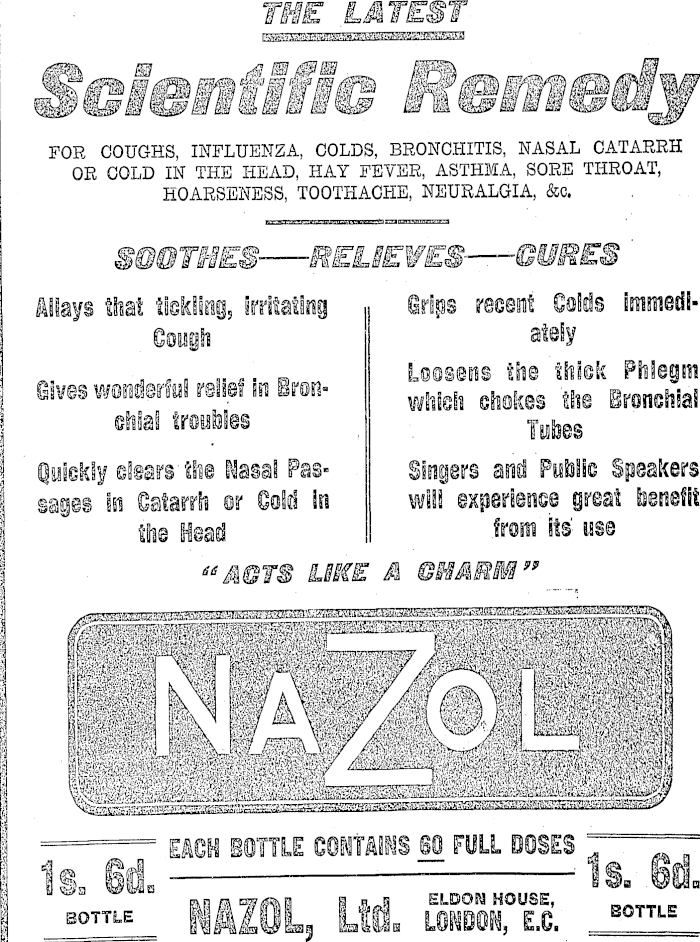 THE LATEST
Scientific Remedy
FOR COUGHS, INFLUENZA, COLDS, BRONCHITIS, NASAL CATARRH
OR COLD IN THE HEAD, HAY FEVER, ASTHMA, SORE THROAT,
HOARSENESS, TOOTHACHE, NEURALGIA, &c.
SOOTHES—RELIEVES—CURES
Allays that tickling, irritating
Cough
Gives wonderful relief in Bron-
chial troubles
Quickly clears the Nasal Pas-
sages in Catarrh or Cold in
the Head
Grips recent Colds immedi-
ately
Loosens the thick Phlegm
which chokes the Bronchial
Tubes
Singers and Public Speakers
will experience great benefit
from its use
"ACTS LIKE A CHARM"
NAZOL
EACH BOTTLE CONTAINS 60 FULL DOSES
1s. 6d.
BOTTLE
NAZOL, Ltd.
ELDON HOUSE,
LONDON, E.C.
1s. 6d.
BOTTLE